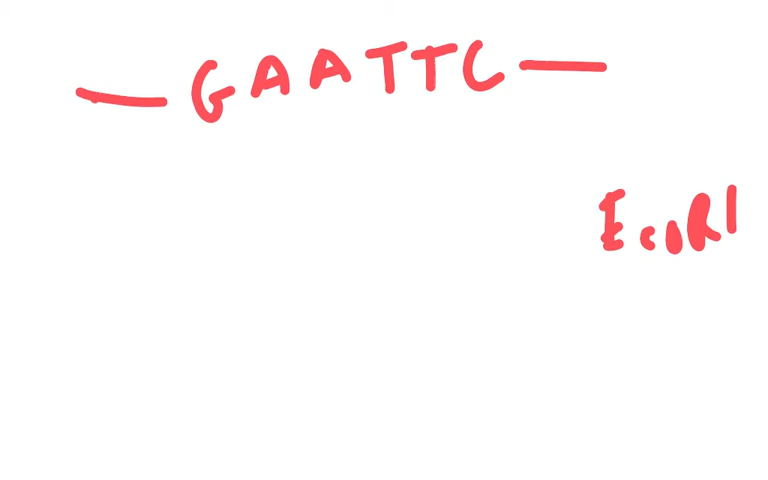 — GAATTC —
EcoRI